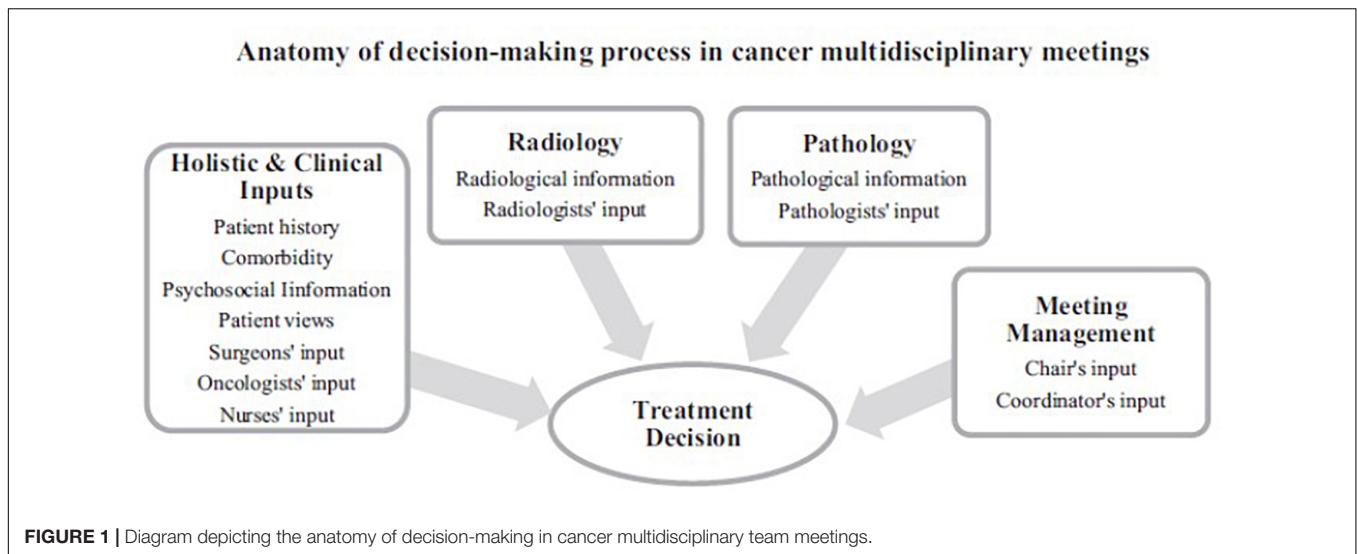 Anatomy of decision-making process in cancer multidisciplinary meetings
Holistic & Clinical
Inputs
Patient history
Comorbidity
Psychosocial Iinformation
Patient views
Surgeons' input
Oncologists' input
Nurses' input
Radiology
Radiological information
Radiologists' input
Pathology
Pathological information
Pathologists' input
Meeting
Management
Chair's input
Coordinator's input
Treatment
Decision
FIGURE 1 | Diagram depicting the anatomy of decision-making in cancer multidisciplinary team meetings.